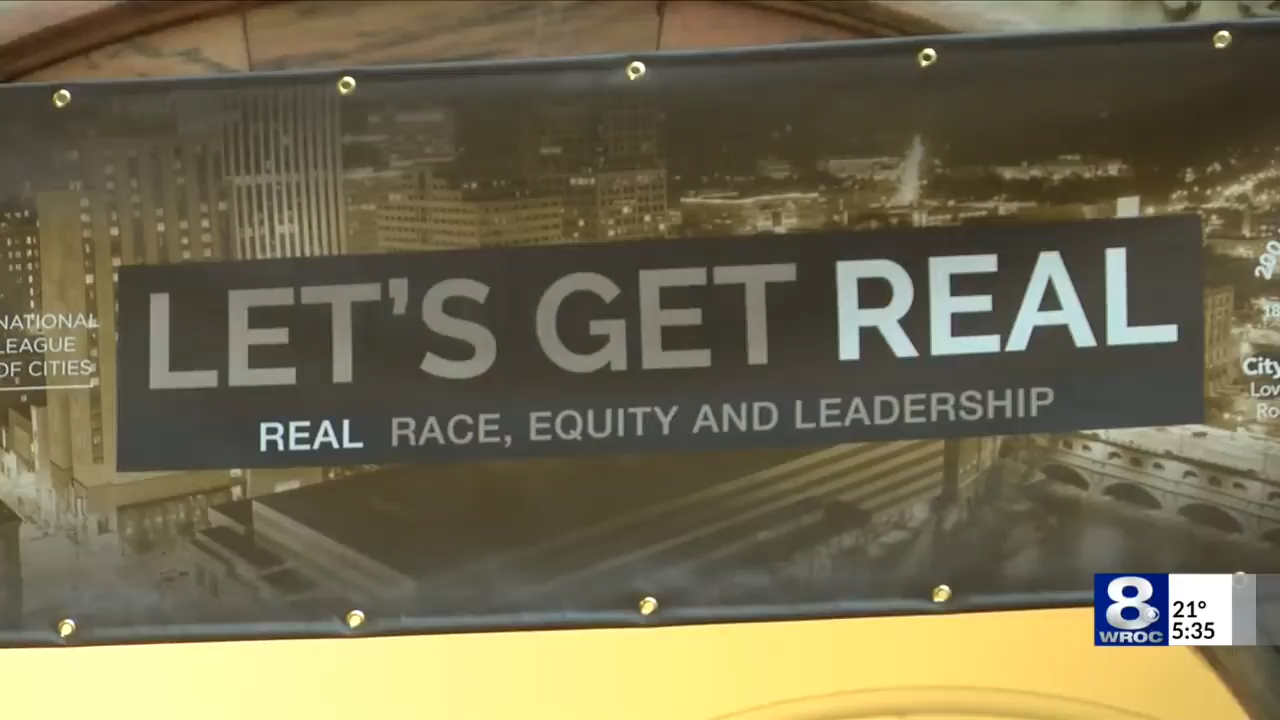 NATIONAL
LEAGUE
OF CITIES
LET'S GET REAL
REAL RACE, EQUITY AND LEADERSHIP
City
8
WROC
21°
5:35